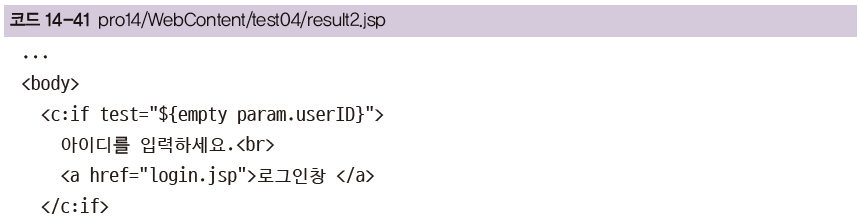 코드 14-41 pro14/WebContent/test04/result2.jsp
...
<body>
<c:if test="${empty param.userID}">
아이디를 입력하세요.<br>
<a href="login.jsp">로그인창 </a>
</c:if>